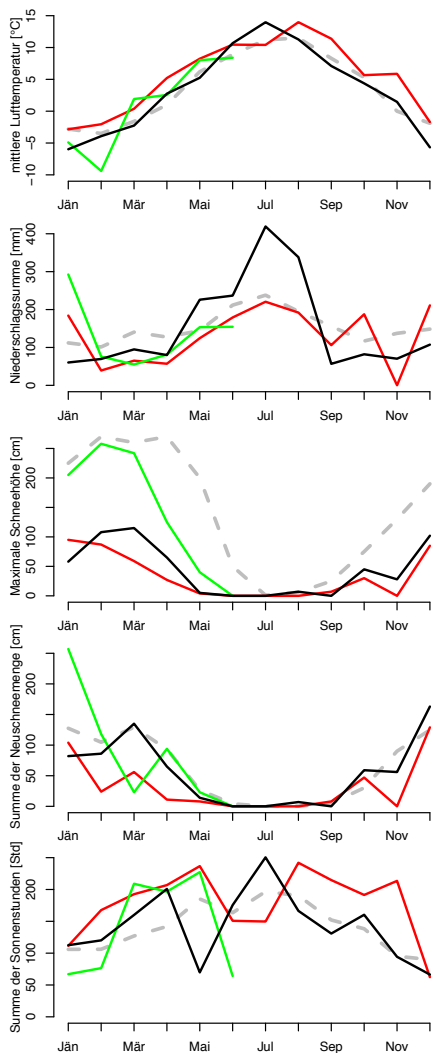 mittlere Lufttemperatur [°C]
15
10
5
0
−5
−10
Jän Mär Mai Jul Sep Nov
Niederschlagssumme [mm]
400
300
200
100
0
Jän Mär Mai Jul Sep Nov
Maximale Schneehöhe [cm]
200
100
50
0
Jän Mär Mai Jul Sep Nov
Summe der Neuschneemenge [cm]
200
100
50
0
Jän Mär Mai Jul Sep Nov
Summe der Sonnenstunden [Std]
200
150
100
50
0
Jän Mär Mai Jul Sep Nov